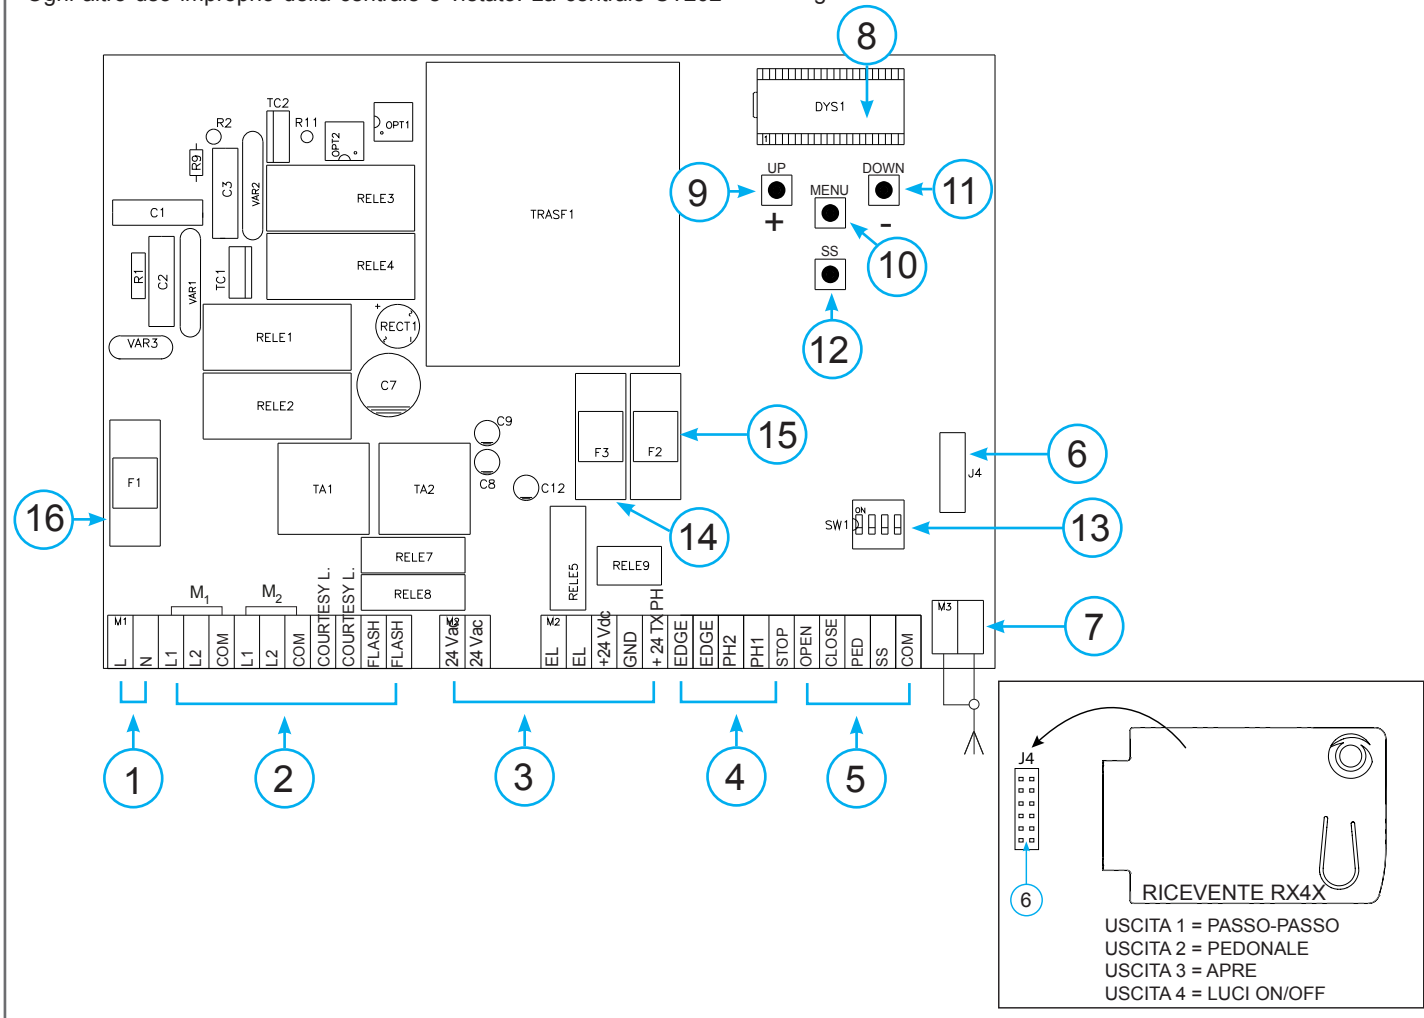 8
DYS1
1
TC2
R2
R11
OPT2
OPT1
R9
C3
VAR2
RELE3
TRASF1
UP
DOWN
MENU
9
11
+
-
10
C1
SS
R1
C2
VAR1
TC1
RELE4
12
+
RECT1
VAR3
RELE1
C7
RELE2
C9
C8
F3
F2
15
6
J4
F1
TA1
TA2
C12
16
14
ON
SW1
13
RELE7
RELE8
RELE5
RELE9
M1
M2
M1
L
N
L1
L2
COM
L1
L2
COM
COURTESY L.
COURTESY L.
FLASH
FLASH
24 Vac
24 Vac
M2
EL
EL
+24 Vdc
GND
+ 24 TX PH
EDGE
EDGE
PH2
PH1
STOP
OPEN
CLOSE
PED
SS
COM
M3
7
1
2
3
4
5
J4
6
RICEVENTE RX4X
USCITA 1 = PASSO-PASSO
USCITA 2 = PEDONALE
USCITA 3 = APRE
USCITA 4 = LUCI ON/OFF